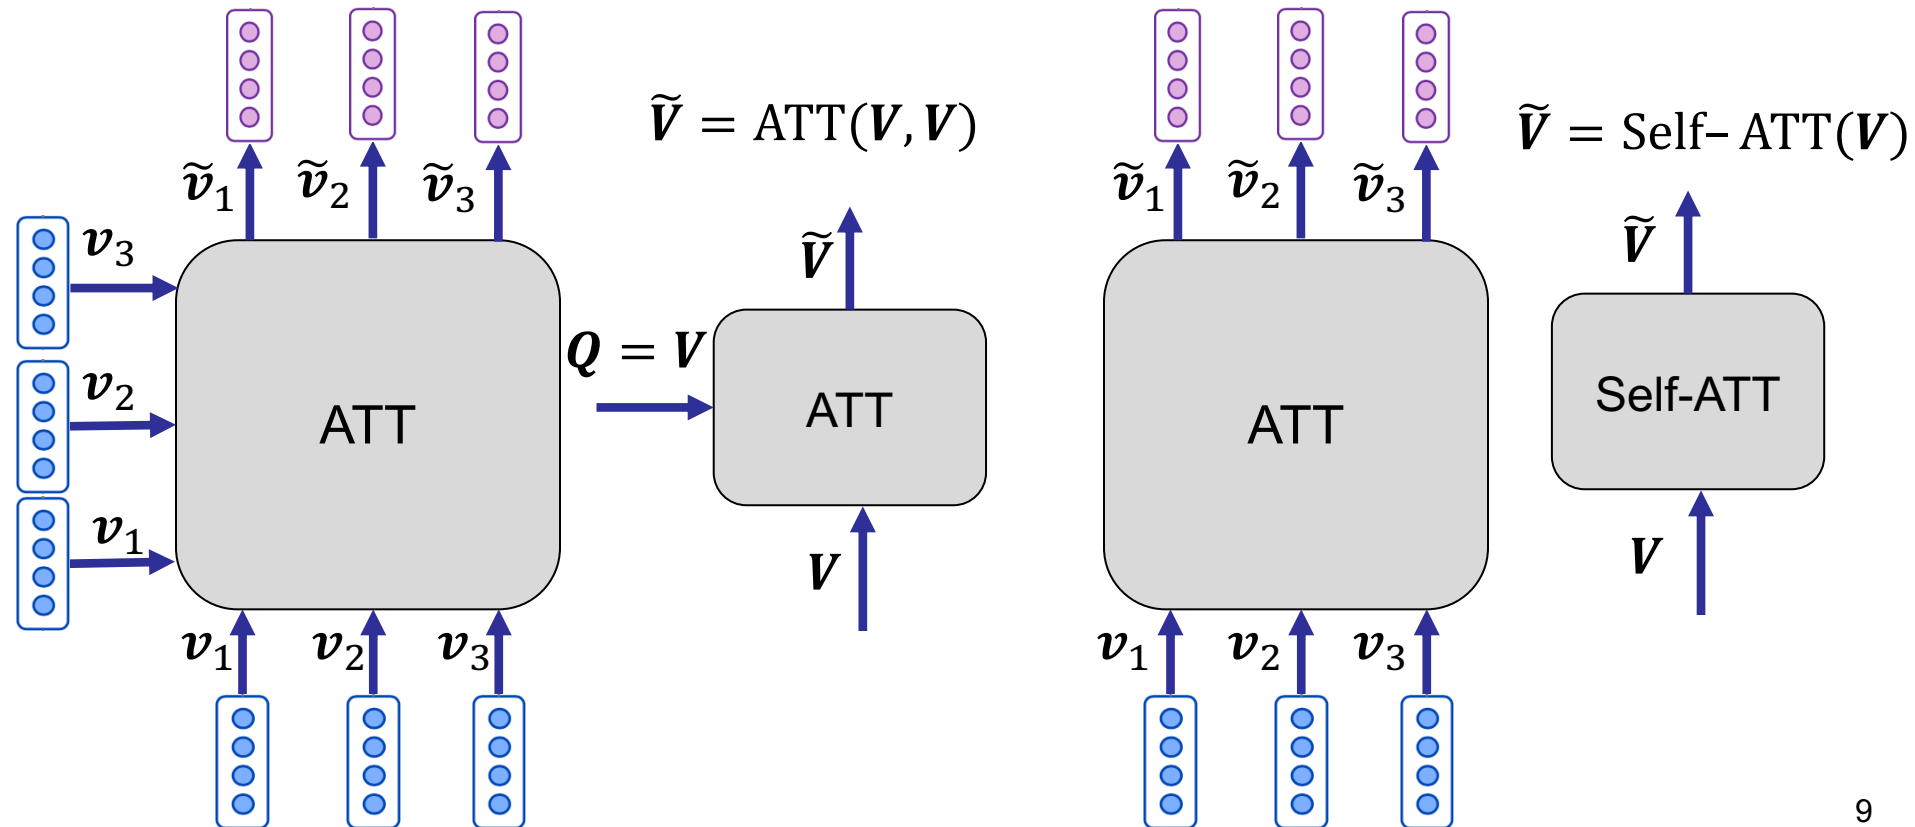 ṽ₁ ṽ₂ ṽ₃
v₃
v₂
v₁
ATT
v₁ v₂ v₃
Ṽ = ATT(V, V)
Ṽ
Q = V
ATT
V
ṽ₁ ṽ₂ ṽ₃
ATT
v₁ v₂ v₃
Ṽ = Self– ATT(V)
Ṽ
Self-ATT
V
9